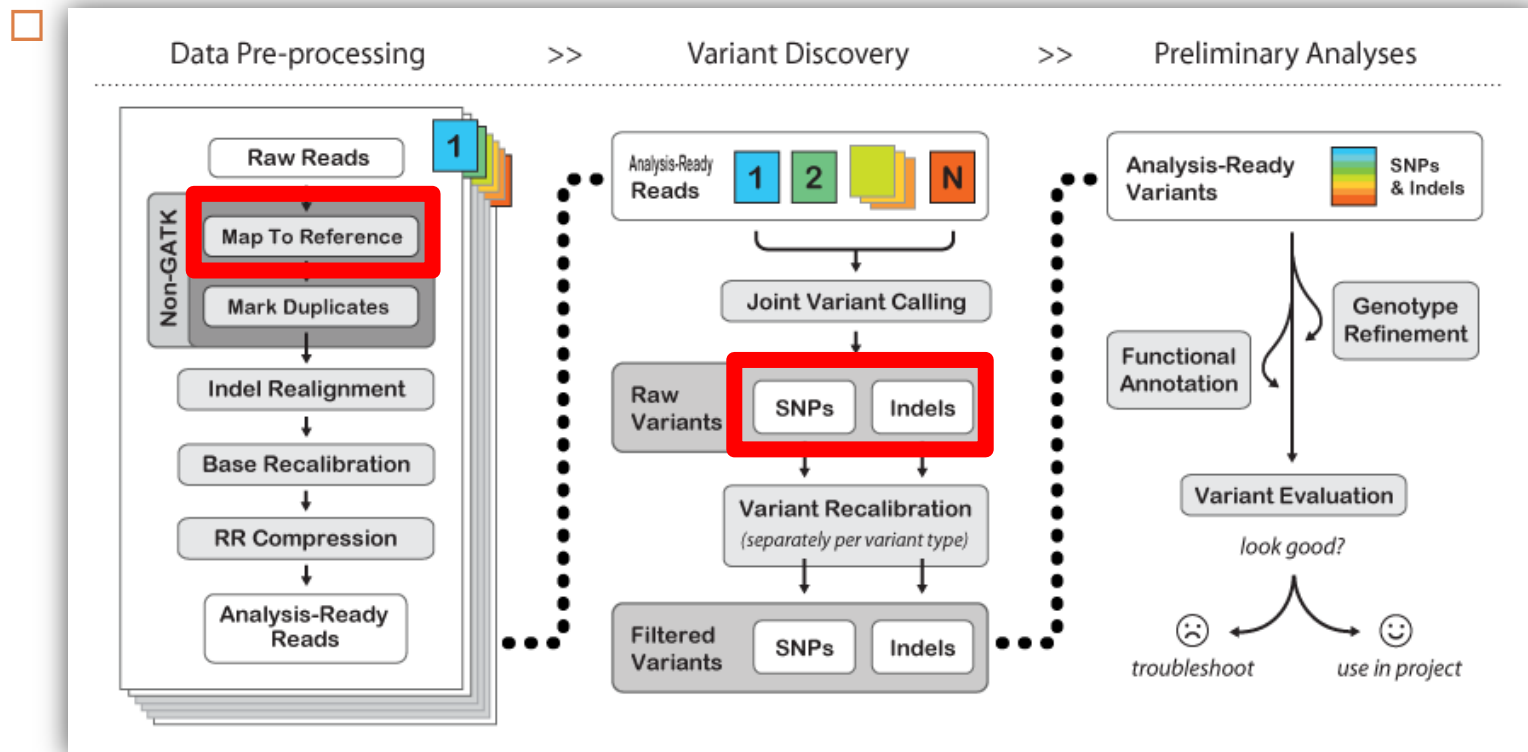 Data Pre-processing >> Variant Discovery >> Preliminary Analyses
Raw Reads
1
Non-GATK
Map To Reference
Mark Duplicates
Indel Realignment
Base Recalibration
RR Compression
Analysis-Ready
Reads
Analysis-Ready
Reads
1 2 N
Joint Variant Calling
Raw
Variants
SNPs Indels
Variant Recalibration
(separately per variant type)
Filtered
Variants
SNPs Indels
Analysis-Ready
Variants
SNPs
& Indels
Genotype
Refinement
Functional
Annotation
Variant Evaluation
look good?
troubleshoot use in project